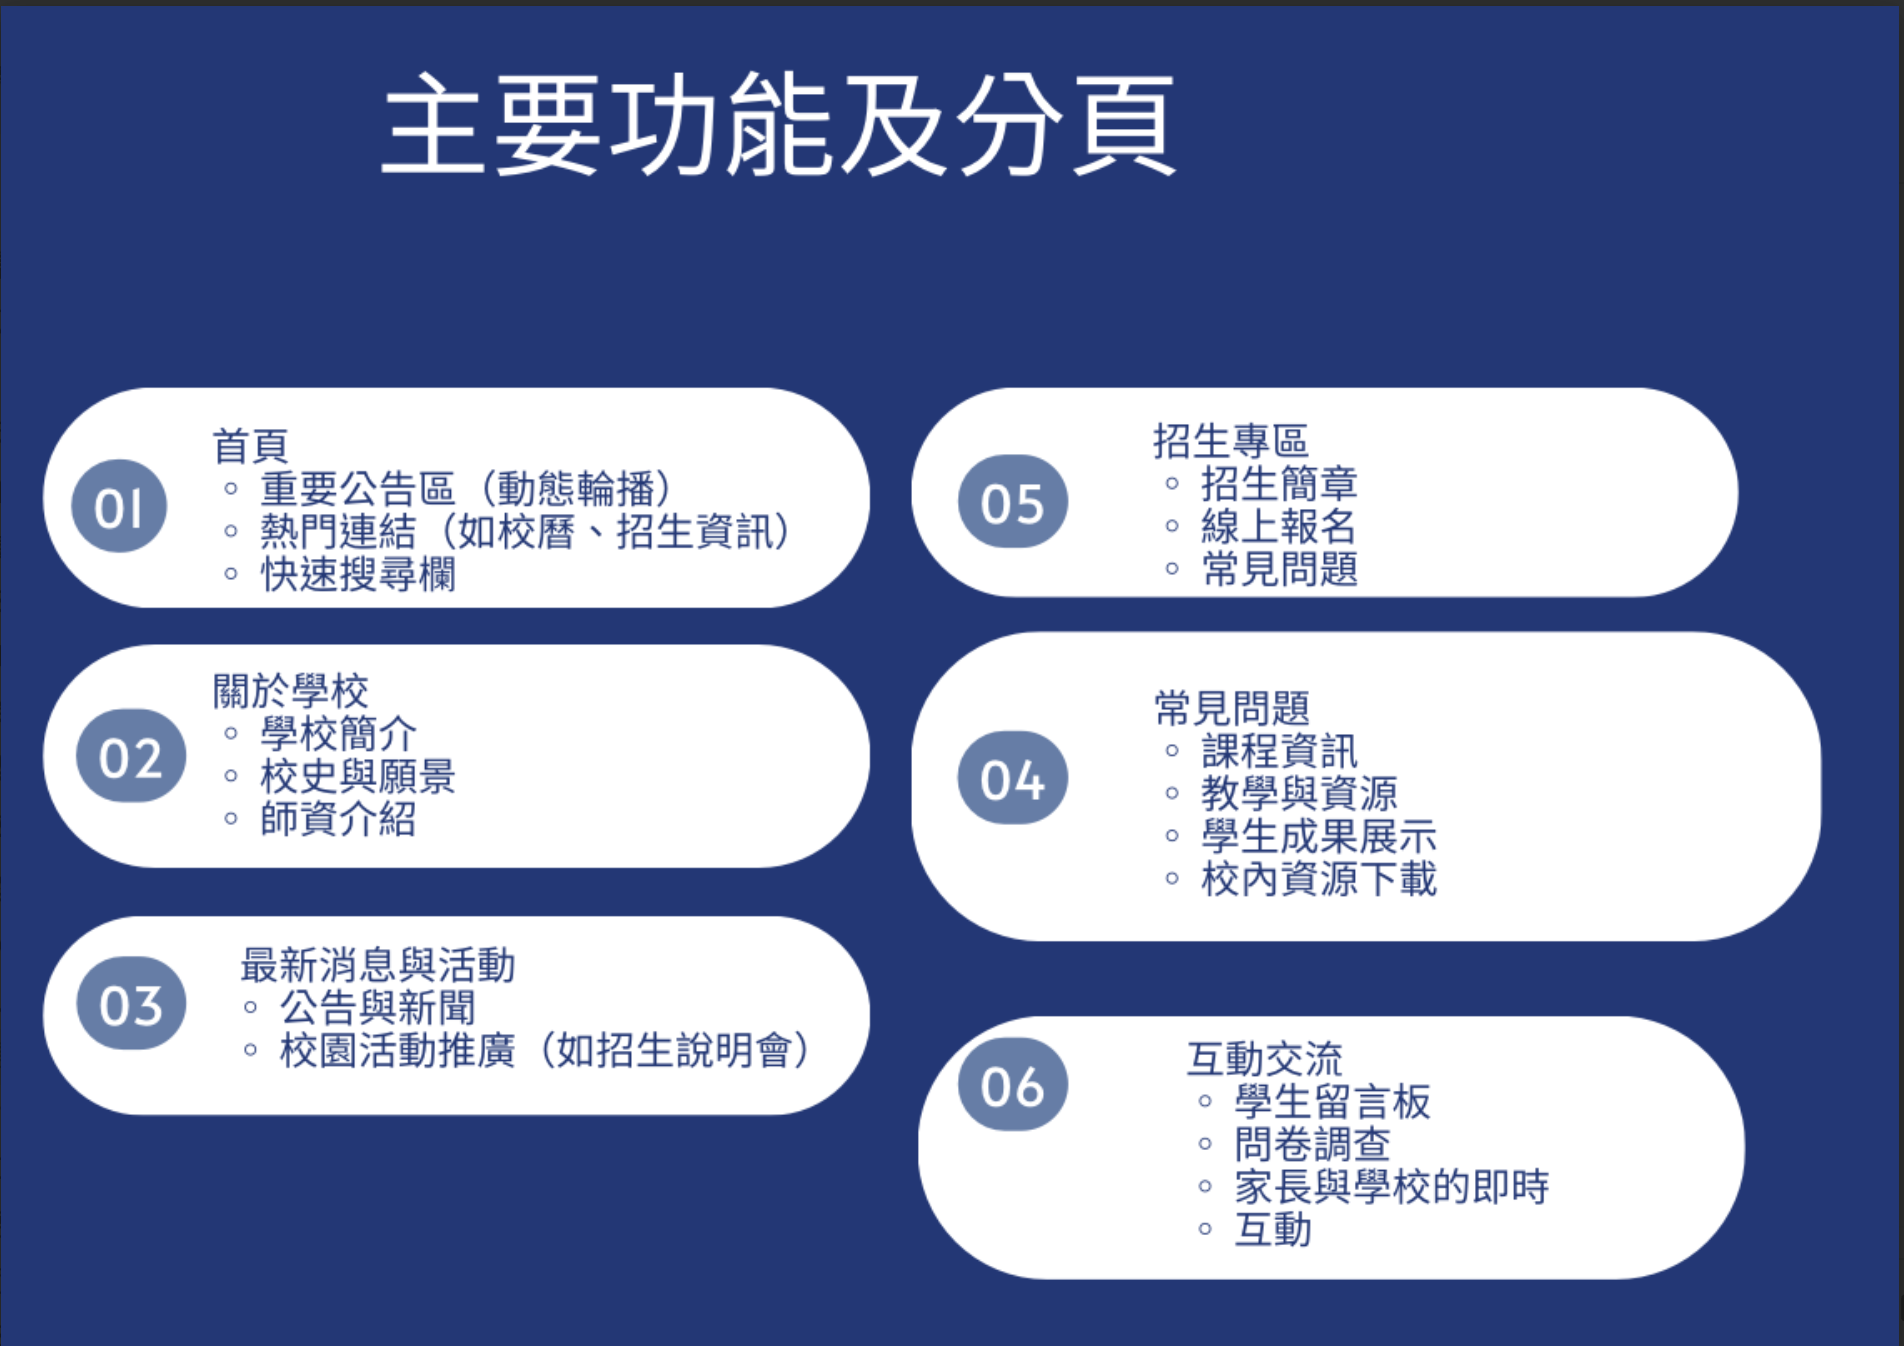 主要功能及分頁
01
首頁
◦ 重要公告區（動態輪播）
◦ 熱門連結（如校曆、招生資訊）
◦ 快速搜尋欄
02
關於學校
◦ 學校簡介
◦ 校史與願景
◦ 師資介紹
03
最新消息與活動
◦ 公告與新聞
◦ 校園活動推廣（如招生說明會）
05
招生專區
◦ 招生簡章
◦ 線上報名
◦ 常見問題
04
常見問題
◦ 課程資訊
◦ 教學與資源
◦ 學生成果展示
◦ 校內資源下載
06
互動交流
◦ 學生留言板
◦ 問卷調查
◦ 家長與學校的即時
◦ 互動